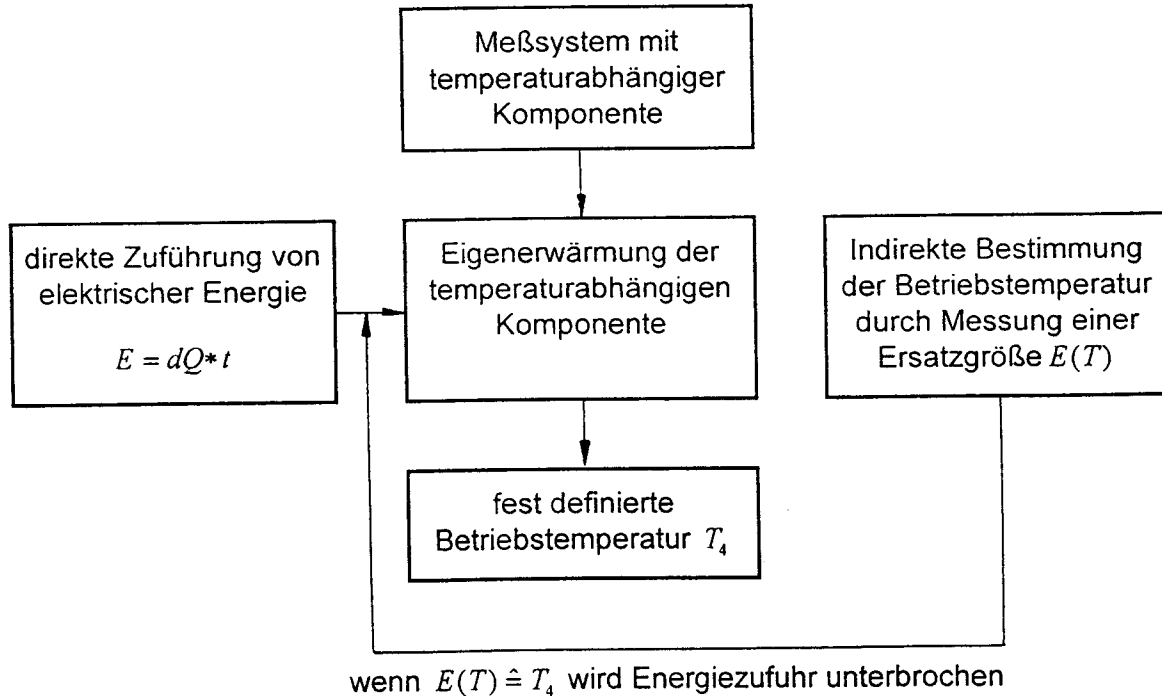 Meßsystem mit
temperaturabhängiger
Komponente
direkte Zuführung von
elektrischer Energie
E = dQ* t
Eigenerwärmung der
temperaturabhängigen
Komponente
Indirekte Bestimmung
der Betriebstemperatur
durch Messung einer
Ersatzgröße E(T)
fest definierte
Betriebstemperatur T₄
wenn E(T) ≙ T₄ wird Energiezufuhr unterbrochen